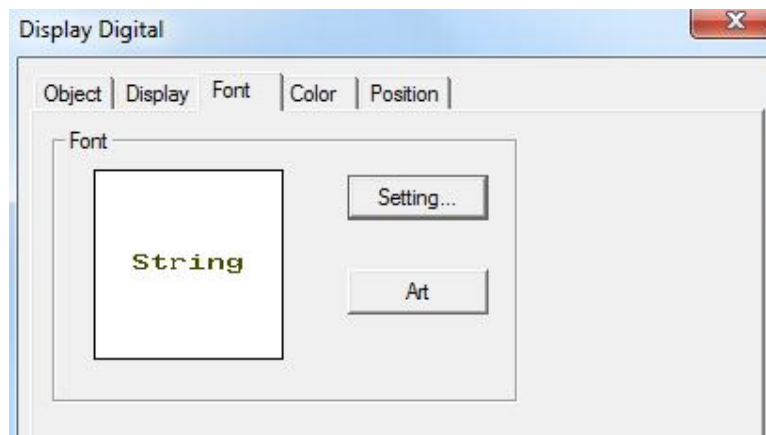 Display Digital
Object Display Font Color Position
Font
Setting...
String
Art